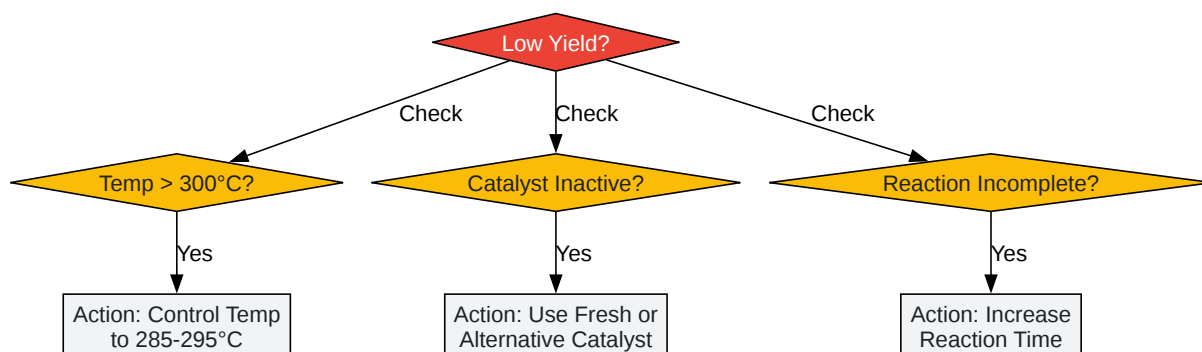 Low Yield?
Check
Check
Check
Temp > 300°C?
Catalyst Inactive?
Reaction Incomplete?
Yes
Yes
Yes
Action: Control Temp
to 285-295°C
Action: Use Fresh or
Alternative Catalyst
Action: Increase
Reaction Time